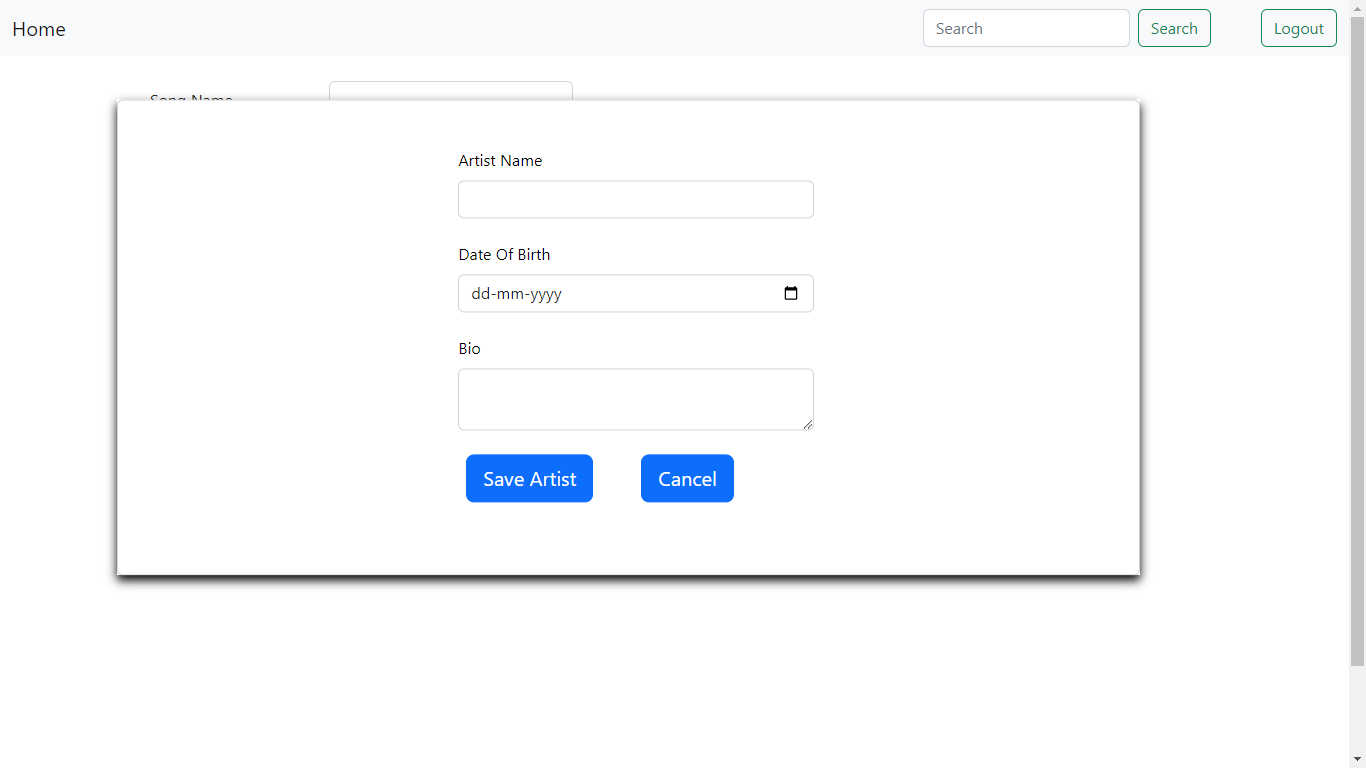 Home Search Search Logout
Song Name
Artist Name
Date Of Birth
dd-mm-yyyy
Bio
Save Artist Cancel